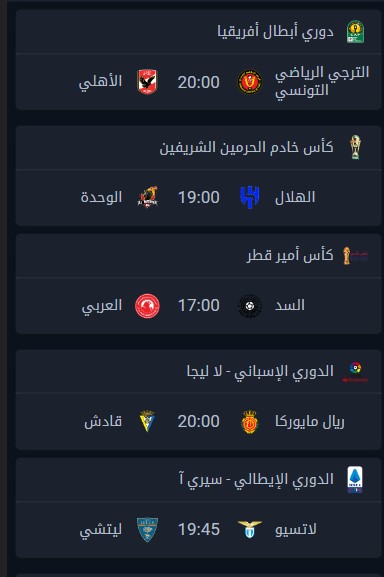 دوري أبطال أفريقيا
الترجي الرياضي التونسي 20:00 الأهلي
كأس خادم الحرمين الشريفين
الهلال 19:00 الوحدة
كأس أمير قطر
السد 17:00 العربي
الدوري الإسباني - لا ليجا
ريال مايوركا 20:00 قادش
الدوري الإيطالي - سيري آ
لاتسيو 19:45 ليتشي